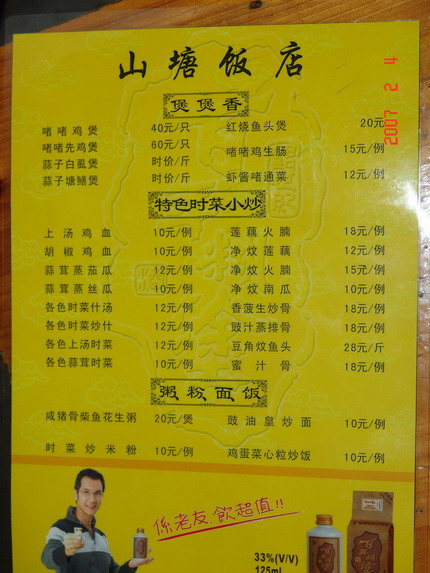 山塘饭店
煲煲香
啫啫鸡煲 40元/只 红烧鱼头煲 20元
啫啫先鸡煲 60元/只 啫啫鸡生肠 15元/例
蒜子白虱煲 时价/斤 虾酱啫通菜 12元/例
蒜子塘鳝煲 时价/斤
特色时菜小炒
上汤鸡血 10元/例 莲藕火腩 18元/例
胡椒鸡血 10元/例 净炆莲藕 12元/例
蒜茸蒸茄瓜 12元/例 净炆火腩 15元/例
蒜茸蒸丝瓜 10元/例 净炆南瓜 10元/例
各色时菜什汤 12元/例 香菠生炒骨 18元/例
各色时菜炒什 12元/例 豉汁蒸排骨 18元/例
各色上汤时菜 12元/例 豆角炆鱼头 28元/斤
各色蒜茸时菜 10元/例 蜜汁骨 18元/例
粥粉面饭
咸猪骨柴鱼花生粥 20元/煲 豉油皇炒面 10元/例
时菜炒米粉 10元/例 鸡蛋菜心粒炒饭 10元/例
係老友 飲超值!!
33%(V/V)
125ml
2007 2 4